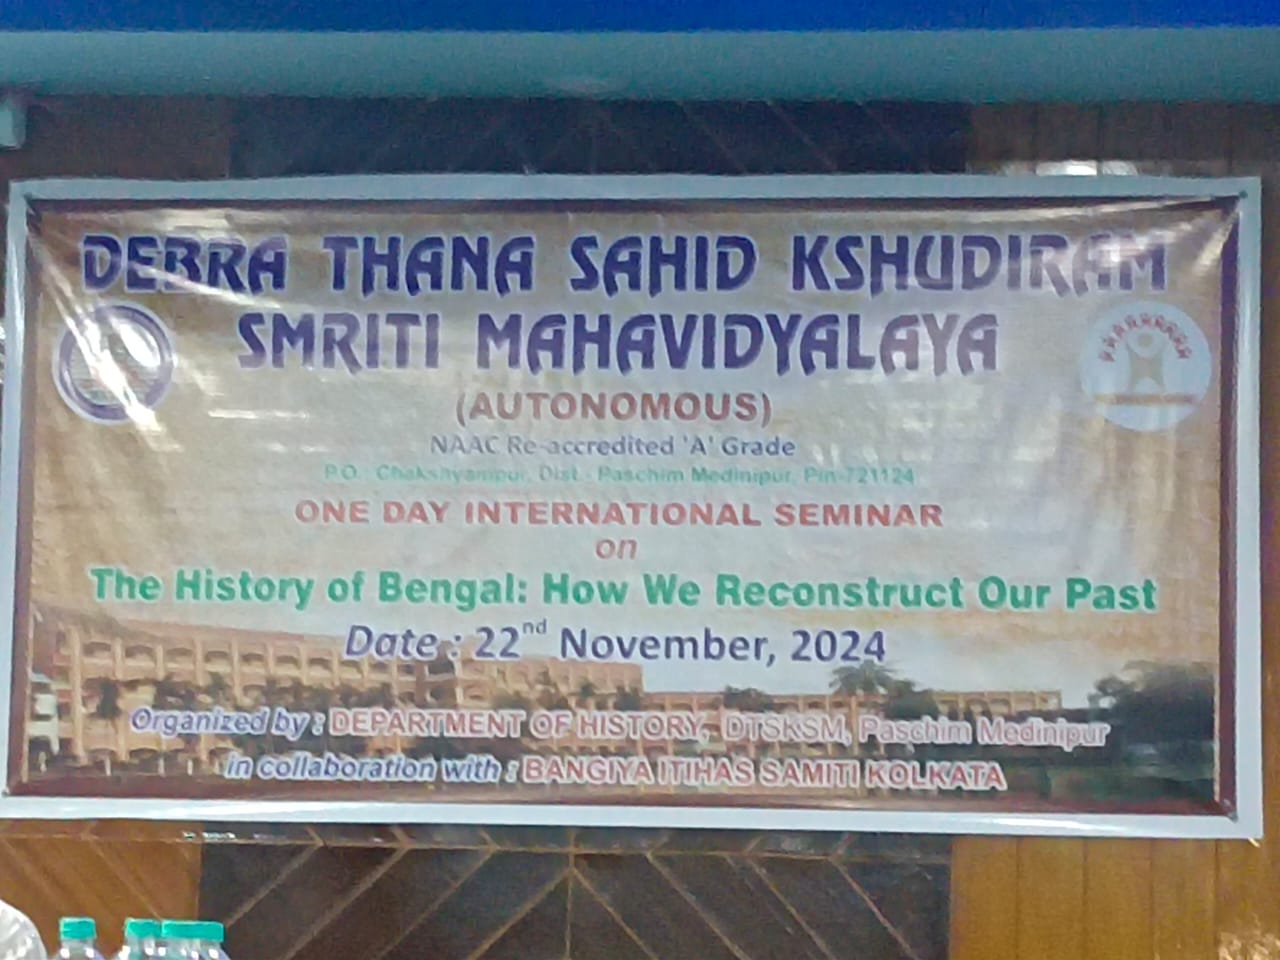 DEBRA THANA SAHID KSHUDIRAM
SMRITI MAHAVIDYALAYA
(AUTONOMOUS)
NAAC Re-accredited 'A' Grade
P.O.: Chakshyampur, Dist.- Paschim Medinipur, Pin-721124
ONE DAY INTERNATIONAL SEMINAR
on
The History of Bengal: How We Reconstruct Our Past
Date : 22nd November, 2024
Organized by : DEPARTMENT OF HISTORY, DTSKSM, Paschim Medinipur
in collaboration with : BANGIYA ITIHAS SAMITI KOLKATA